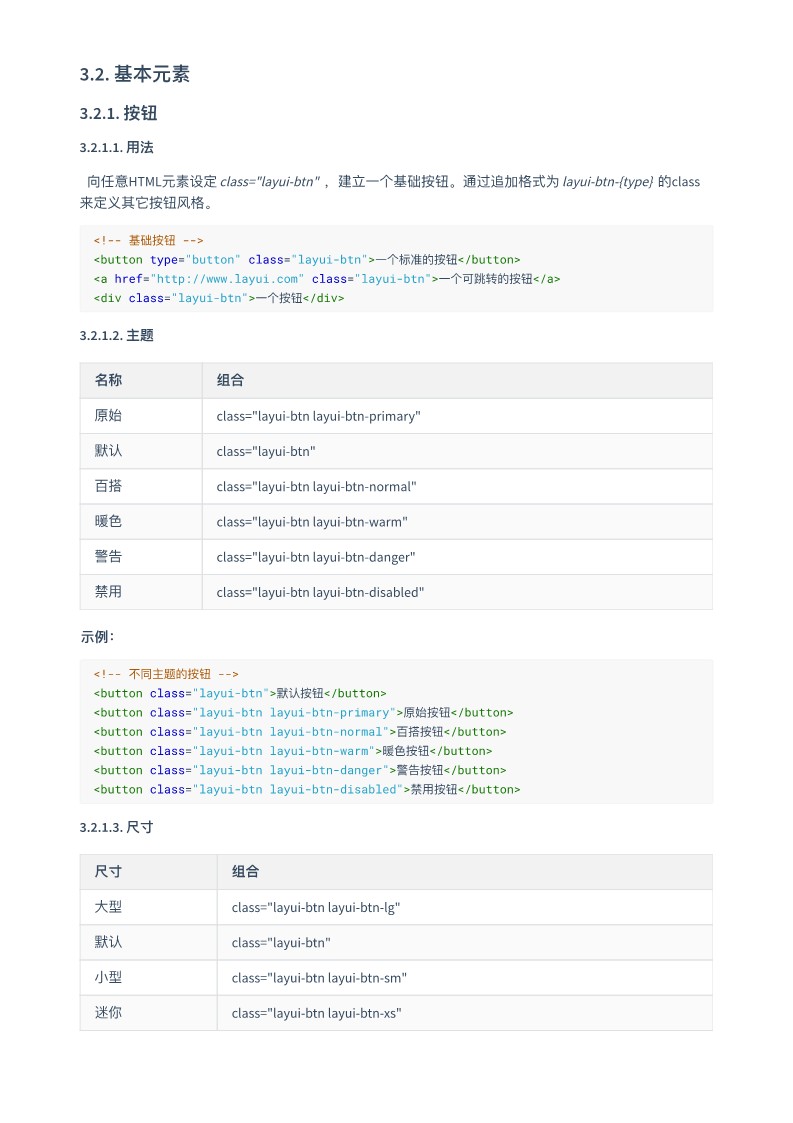 3.2. 基本元素
3.2.1. 按钮
3.2.1.1. 用法
向任意HTML元素设定 class="layui-btn" ，建立一个基础按钮。通过追加格式为 layui-btn-{type} 的class
来定义其它按钮风格。
<!-- 基础按钮 -->
<button type="button" class="layui-btn">一个标准的按钮</button>
<a href="http://www.layui.com" class="layui-btn">一个可跳转的按钮</a>
<div class="layui-btn">一个按钮</div>
3.2.1.2. 主题
名称 组合
原始 class="layui-btn layui-btn-primary"
默认 class="layui-btn"
百搭 class="layui-btn layui-btn-normal"
暖色 class="layui-btn layui-btn-warm"
警告 class="layui-btn layui-btn-danger"
禁用 class="layui-btn layui-btn-disabled"
示例：
<!-- 不同主题的按钮 -->
<button class="layui-btn">默认按钮</button>
<button class="layui-btn layui-btn-primary">原始按钮</button>
<button class="layui-btn layui-btn-normal">百搭按钮</button>
<button class="layui-btn layui-btn-warm">暖色按钮</button>
<button class="layui-btn layui-btn-danger">警告按钮</button>
<button class="layui-btn layui-btn-disabled">禁用按钮</button>
3.2.1.3. 尺寸
尺寸 组合
大型 class="layui-btn layui-btn-lg"
默认 class="layui-btn"
小型 class="layui-btn layui-btn-sm"
迷你 class="layui-btn layui-btn-xs"